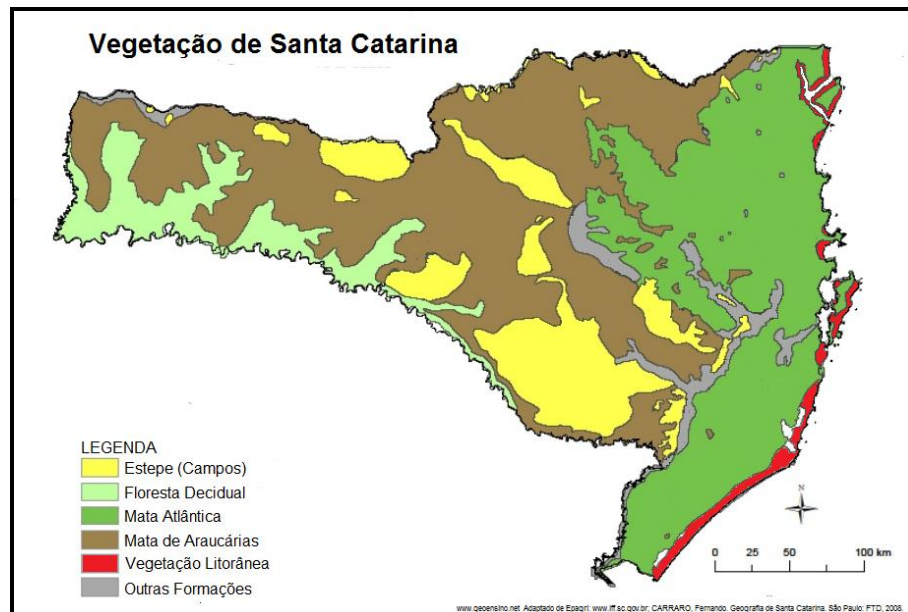 Vegetação de Santa Catarina
LEGENDA
Estepe (Campos)
Floresta Decidual
Mata Atlântica
Mata de Araucárias
Vegetação Litorânea
Outras Formações
N
0 25 50 100 km
www.geoensino.net Adaptado de Epagri: www.iff.sc.gov.br; CARRARO, Fernando. Geografia de Santa Catarina. São Paulo: FTD, 2008.